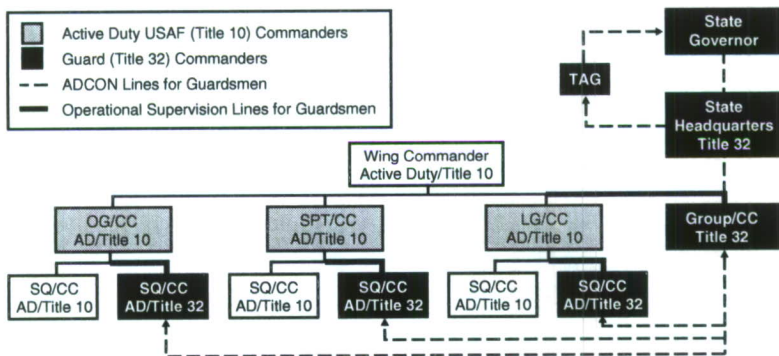 Active Duty USAF (Title 10) Commanders
Guard (Title 32) Commanders
ADCON Lines for Guardsmen
Operational Supervision Lines for Guardsmen
State
Governor
TAG
State
Headquarters
Title 32
Wing Commander
Active Duty/Title 10
OG/CC
AD/Title 10
SPT/CC
AD/Title 10
LG/CC
AD/Title 10
Group/CC
Title 32
SQ/CC
AD/Title 10
SQ/CC
AD/Title 32
SQ/CC
AD/Title 10
SQ/CC
AD/Title 32
SQ/CC
AD/Title 10
SQ/CC
AD/Title 32